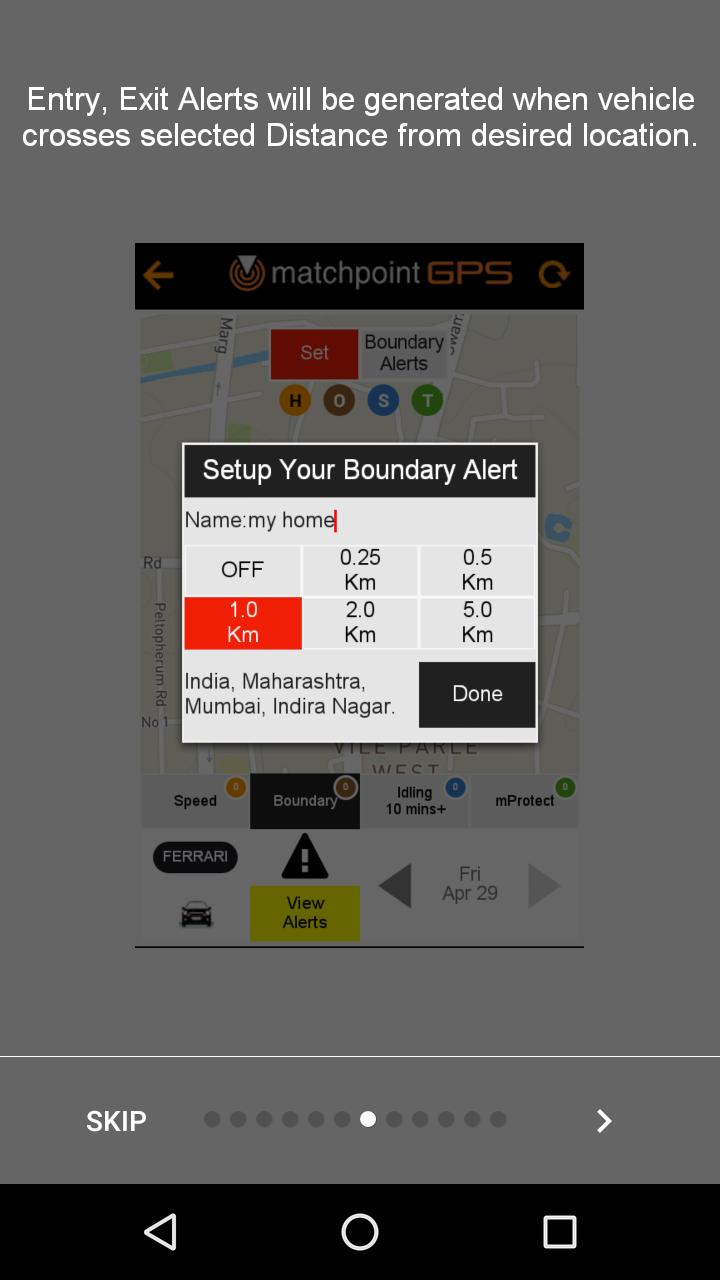 Entry, Exit Alerts will be generated when vehicle
crosses selected Distance from desired location.
matchpoint GPS
Marg
Swam
Set
Boundary
Alerts
H O S T
Setup Your Boundary Alert
Name:my home
OFF
0.25
Km
0.5
Km
1.0
Km
2.0
Km
5.0
Km
Rd
Peltopherum Rd
No 1
India, Maharashtra,
Mumbai, Indira Nagar.
Done
VILE PARLE
WEST
Speed
0
Boundary
0
Idling
10 mins+
0
mProtect
0
FERRARI
View
Alerts
Fri
Apr 29
SKIP